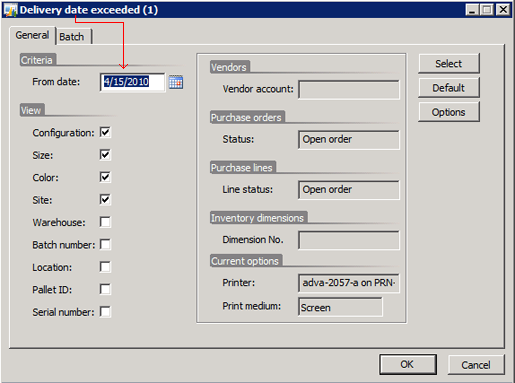 Delivery date exceeded (1)
General
Batch
Criteria
From date: 4/15/2010
View
Configuration:
Size:
Color:
Site:
Warehouse:
Batch number:
Location:
Pallet ID:
Serial number:
Vendors
Vendor account:
Purchase orders
Status: Open order
Purchase lines
Line status: Open order
Inventory dimensions
Dimension No.
Current options
Printer: adva-2057-a on PRN-
Print medium: Screen
Select
Default
Options
OK
Cancel